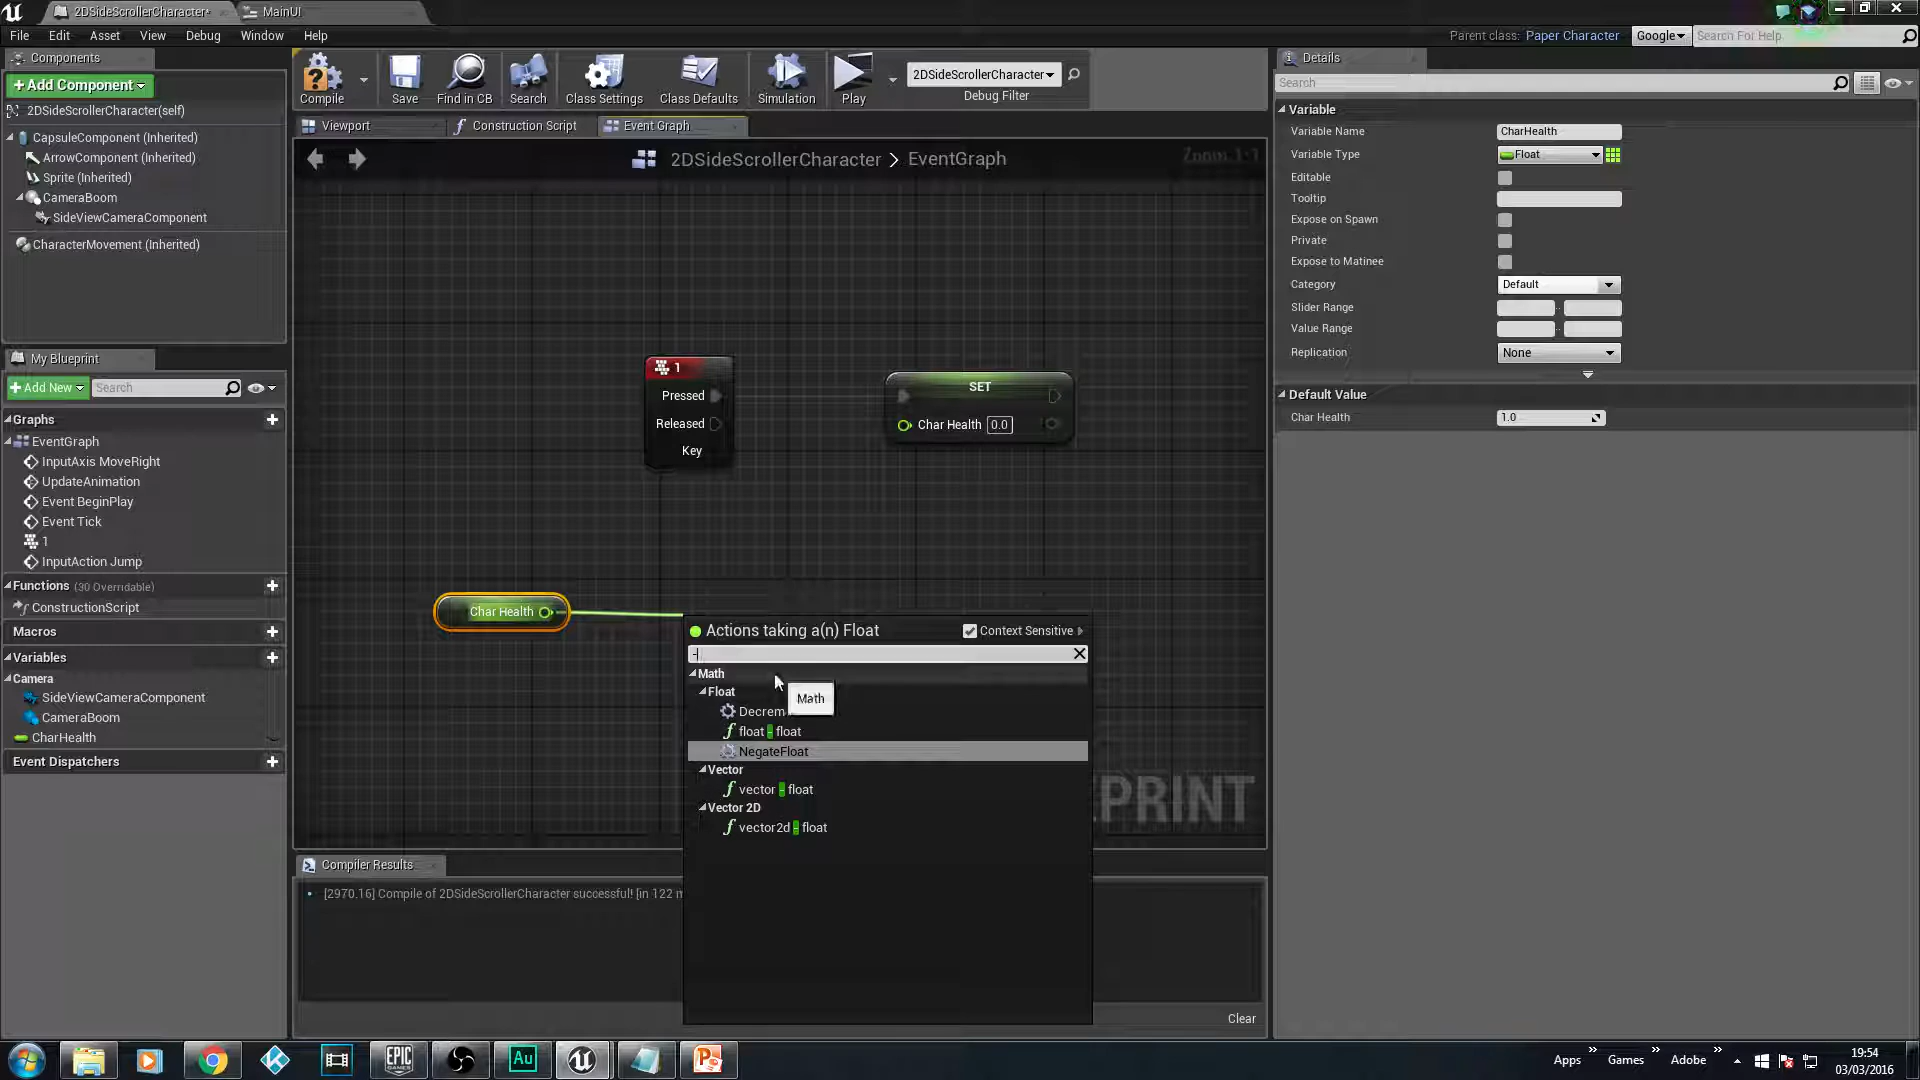 2DSideScrollerCharacter*
MainUI
File Edit Asset View Debug Window Help
Parent class: Paper Character
Google
Search For Help
Components
+Add Component
2DSideScrollerCharacter(self)
CapsuleComponent (Inherited)
ArrowComponent (Inherited)
Sprite (Inherited)
CameraBoom
SideViewCameraComponent
CharacterMovement (Inherited)
My Blueprint
+Add New
Search
Graphs
EventGraph
InputAxis MoveRight
UpdateAnimation
Event BeginPlay
Event Tick
1
InputAction Jump
Functions (30 Overridable)
ConstructionScript
Macros
Variables
Camera
SideViewCameraComponent
CameraBoom
CharHealth
Event Dispatchers
Compile
Save
Find in CB
Search
Class Settings
Class Defaults
Simulation
Play
2DSideScrollerCharacter
Debug Filter
Viewport
Construction Script
Event Graph
2DSideScrollerCharacter > EventGraph
Zoom 1:1
1
Pressed
Released
Key
SET
Char Health 0.0
Char Health
Actions taking a(n) Float
Context Sensitive
-
Math
Float
Math
Decrem
float - float
NegateFloat
Vector
vector - float
Vector 2D
vector2d - float
PRINT
Compiler Results
[2970.16] Compile of 2DSideScrollerCharacter successful! [in 122 m
Clear
Details
Search
Variable
Variable Name CharHealth
Variable Type Float
Editable
Tooltip
Expose on Spawn
Private
Expose to Matinee
Category Default
Slider Range
Value Range
Replication None
Default Value
Char Health 1.0
EPIC GAMES
Au
Apps » Games » Adobe »
19:54
03/03/2016